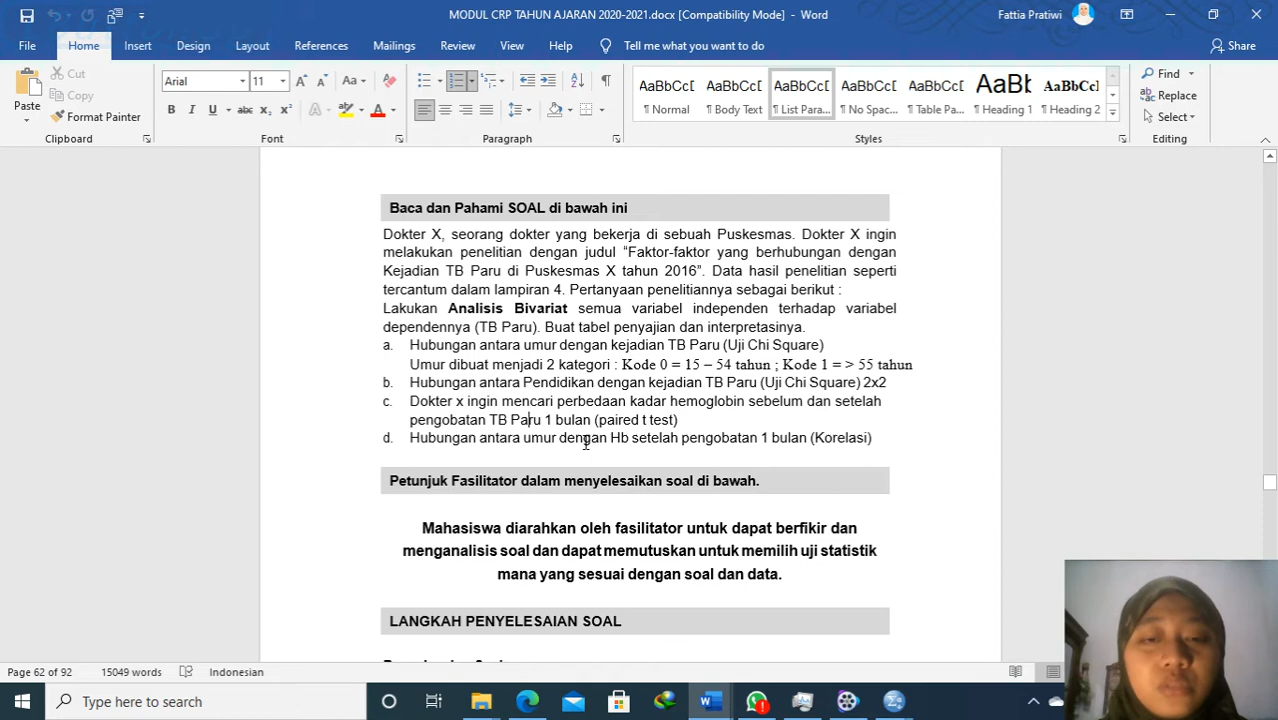 MODUL CRP TAHUN AJARAN 2020-2021.docx [Compatibility Mode] - Word
Fattia Pratiwi
File Home Insert Design Layout References Mailings Review View Help Tell me what you want to do Share
Paste
Cut
Copy
Format Painter
Clipboard
Arial 11
Font
Paragraph
AaBbCcI AaBbCcI AaBbCcI AaBbCcI AaBbCcI AaBbC AaBbCcI
¶ Normal ¶ Body Text ¶ List Para... ¶ No Spac... ¶ Table Pa... ¶ Heading 1 ¶ Heading 2
Styles
Find
Replace
Select
Editing
Baca dan Pahami SOAL di bawah ini
Dokter X, seorang dokter yang bekerja di sebuah Puskesmas. Dokter X ingin
melakukan penelitian dengan judul “Faktor-faktor yang berhubungan dengan
Kejadian TB Paru di Puskesmas X tahun 2016”. Data hasil penelitian seperti
tercantum dalam lampiran 4. Pertanyaan penelitiannya sebagai berikut :
Lakukan Analisis Bivariat semua variabel independen terhadap variabel
dependennya (TB Paru). Buat tabel penyajian dan interpretasinya.
a. Hubungan antara umur dengan kejadian TB Paru (Uji Chi Square)
Umur dibuat menjadi 2 kategori : Kode 0 = 15 – 54 tahun ; Kode 1 = > 55 tahun
b. Hubungan antara Pendidikan dengan kejadian TB Paru (Uji Chi Square) 2x2
c. Dokter x ingin mencari perbedaan kadar hemoglobin sebelum dan setelah
pengobatan TB Paru 1 bulan (paired t test)
d. Hubungan antara umur dengan Hb setelah pengobatan 1 bulan (Korelasi)
Petunjuk Fasilitator dalam menyelesaikan soal di bawah.
Mahasiswa diarahkan oleh fasilitator untuk dapat berfikir dan
menganalisis soal dan dapat memutuskan untuk memilih uji statistik
mana yang sesuai dengan soal dan data.
LANGKAH PENYELESAIAN SOAL
Page 62 of 92 15049 words Indonesian
Type here to search